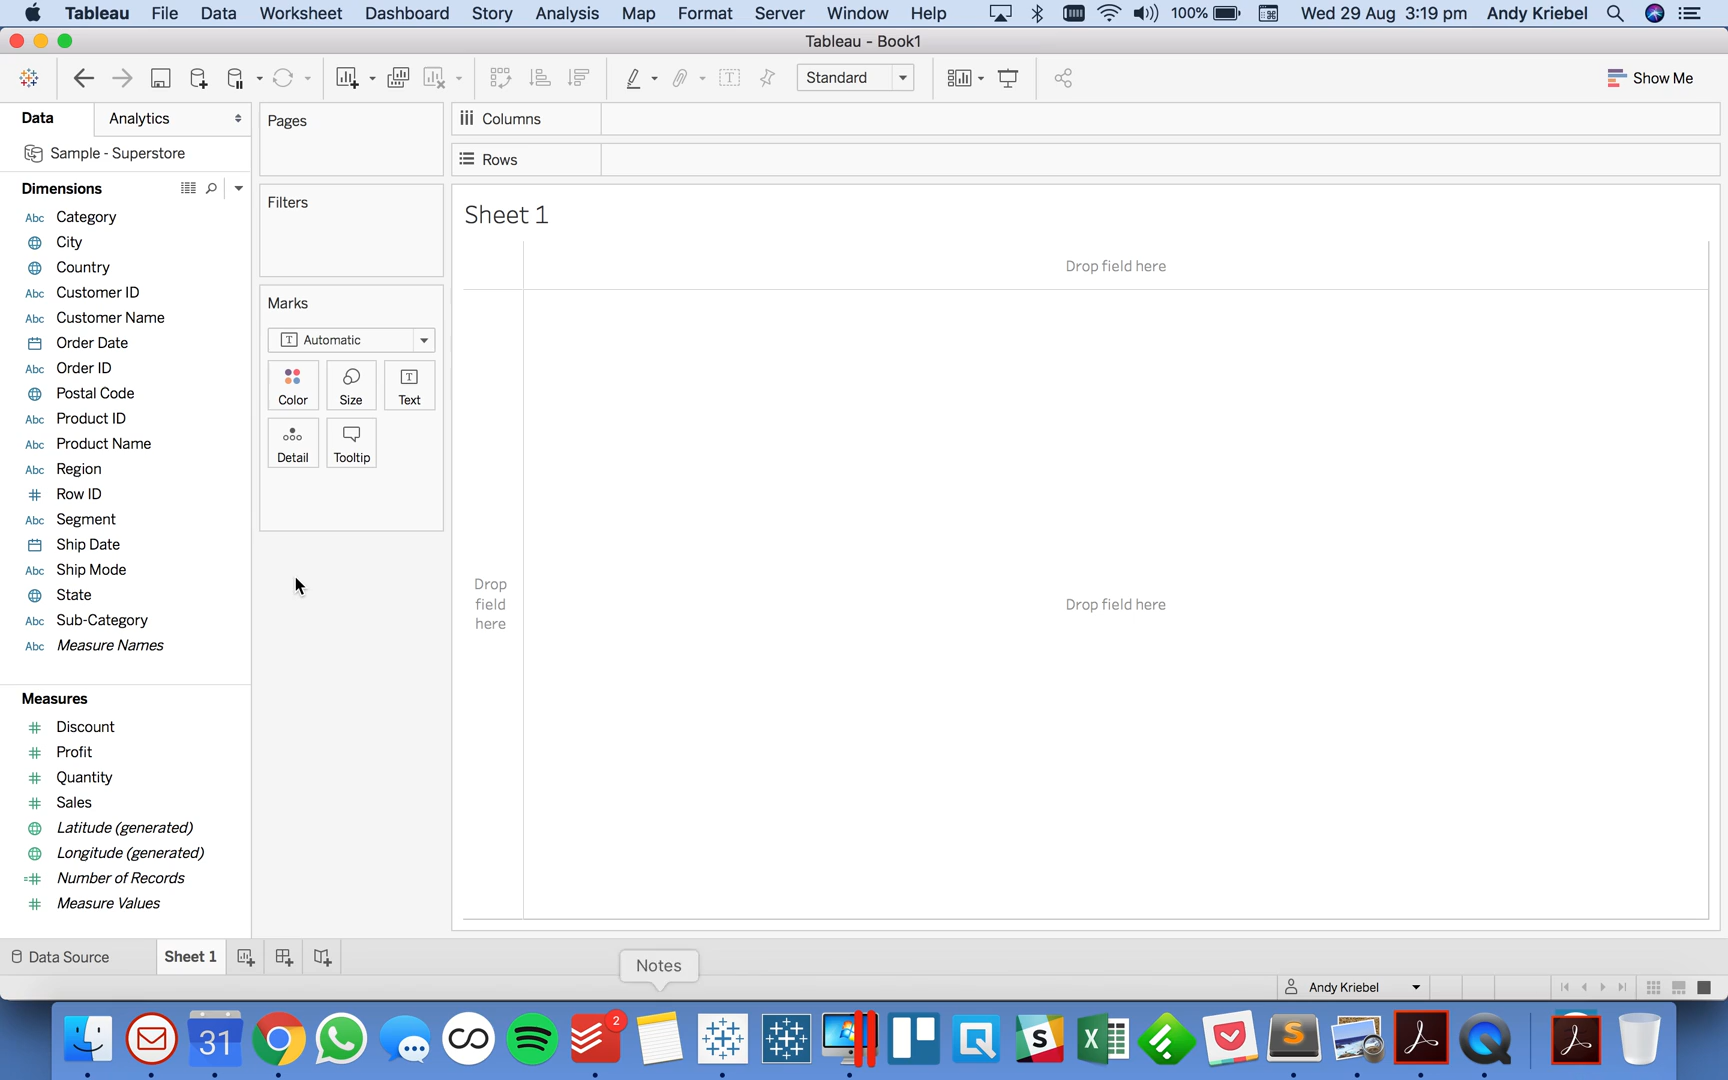 Tableau File Data Worksheet Dashboard Story Analysis Map Format Server Window Help 100% Wed 29 Aug 3:19 pm Andy Kriebel
Tableau - Book1
Standard
Show Me
Data
Analytics
Sample - Superstore
Dimensions
Abc Category
City
Country
Abc Customer ID
Abc Customer Name
Order Date
Abc Order ID
Postal Code
Abc Product ID
Abc Product Name
Abc Region
Row ID
Abc Segment
Ship Date
Abc Ship Mode
State
Abc Sub-Category
Abc Measure Names
Measures
Discount
Profit
Quantity
Sales
Latitude (generated)
Longitude (generated)
Number of Records
Measure Values
Pages
Filters
Marks
T Automatic
Color
Size
T
Text
Detail
Tooltip
Columns
Rows
Sheet 1
Drop field here
Drop
field
here
Drop field here
Data Source
Sheet 1
Notes
Andy Kriebel
31
2
S
X
S